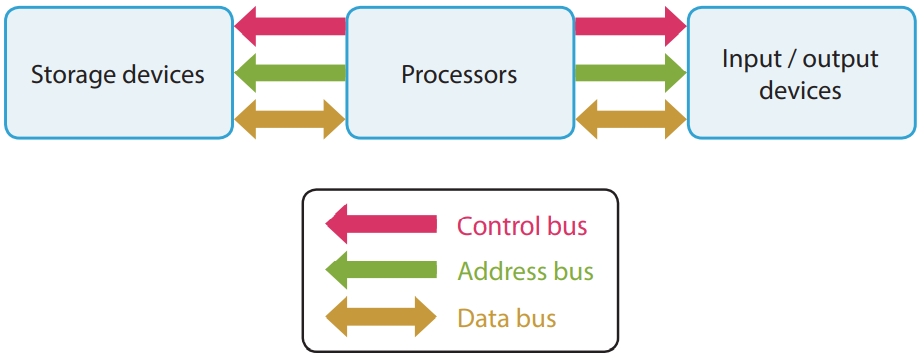 Storage devices
Processors
Input / output
devices
Control bus
Address bus
Data bus